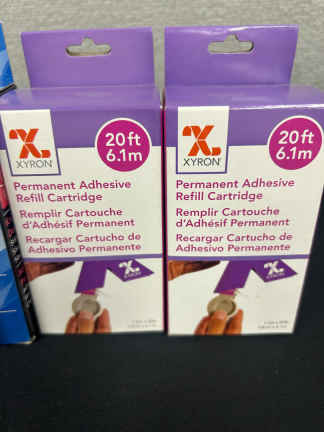 XYRON
20ft
6.1m
Permanent Adhesive
Refill Cartridge
Remplir Cartouche
d'Adhésif Permanent
Recargar Cartucho de
Adhesivo Permanente
XYRON
20ft
6.1m
Permanent Adhesive
Refill Cartridge
Remplir Cartouche
d'Adhésif Permanent
Recargar Cartucho de
Adhesivo Permanente